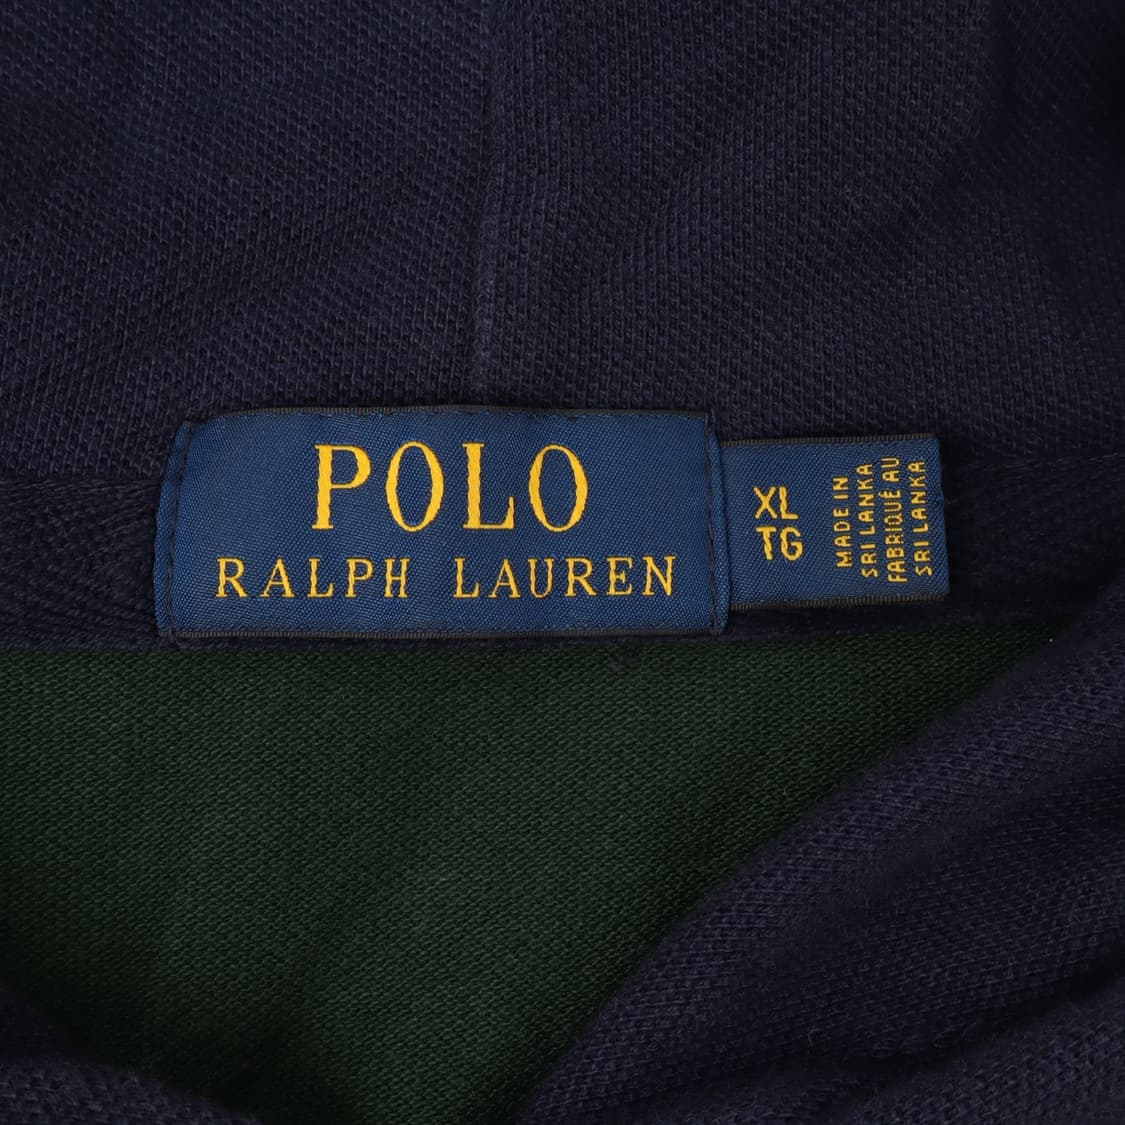 POLO
RALPH LAUREN
XL
TG
MADE IN
SRI LANKA
FABRIQUÉ AU
SRI LANKA